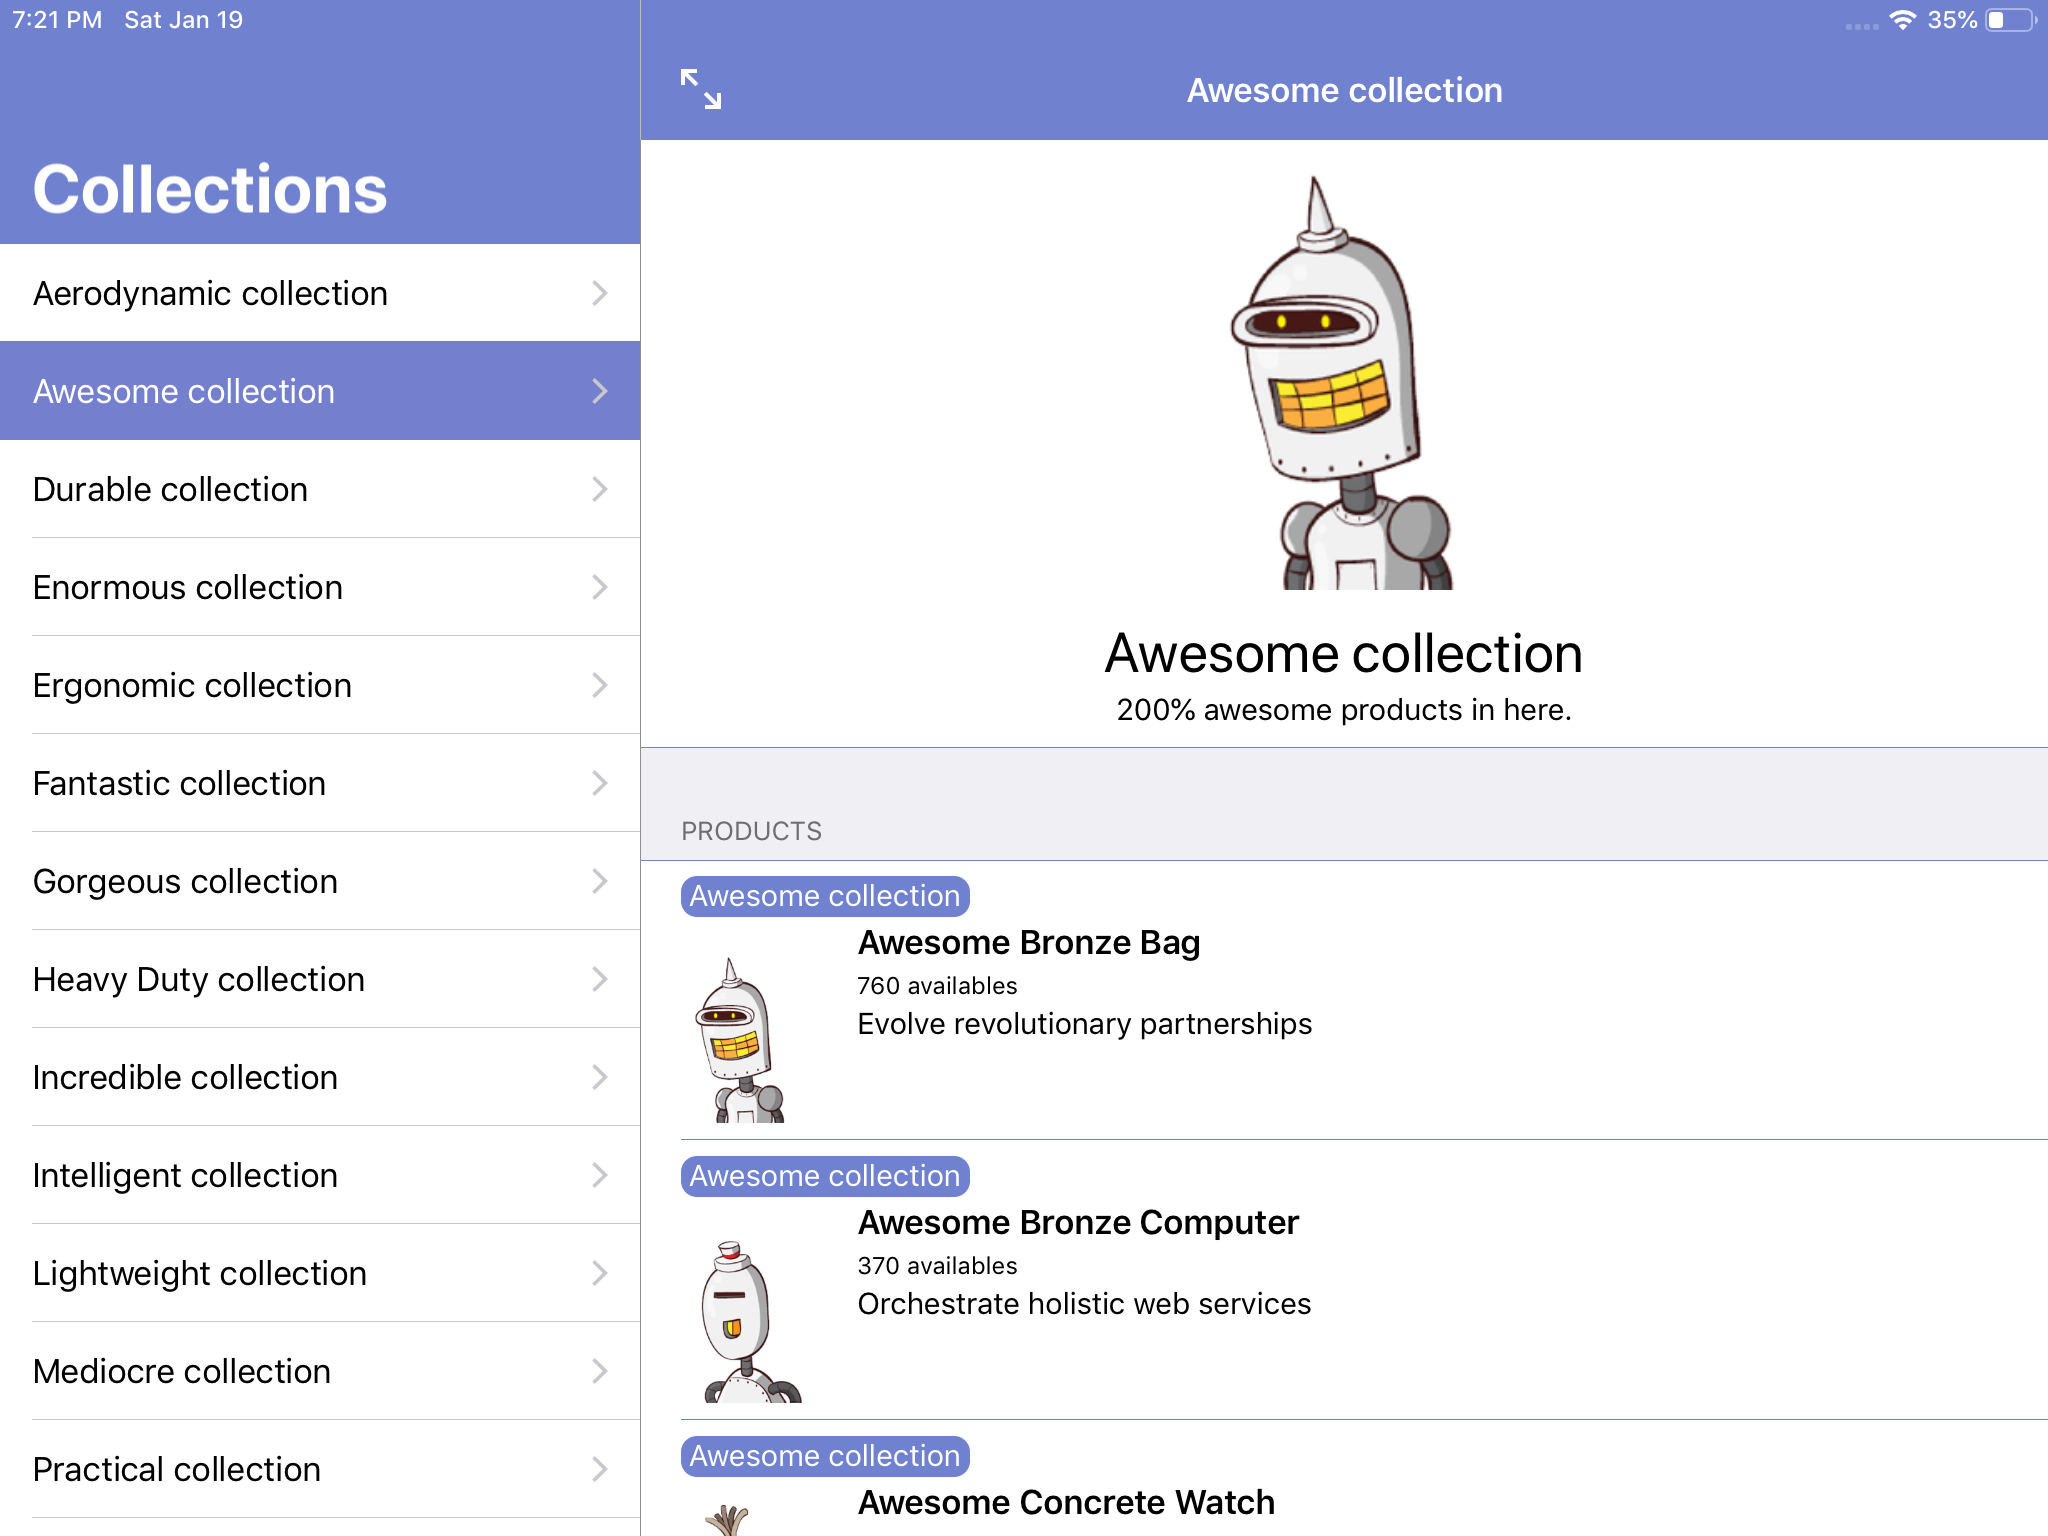 7:21 PM Sat Jan 19
35%
Collections
Aerodynamic collection
Awesome collection
Durable collection
Enormous collection
Ergonomic collection
Fantastic collection
Gorgeous collection
Heavy Duty collection
Incredible collection
Intelligent collection
Lightweight collection
Mediocre collection
Practical collection
Awesome collection
Awesome collection
200% awesome products in here.
PRODUCTS
Awesome collection
Awesome Bronze Bag
760 availables
Evolve revolutionary partnerships
Awesome collection
Awesome Bronze Computer
370 availables
Orchestrate holistic web services
Awesome collection
Awesome Concrete Watch